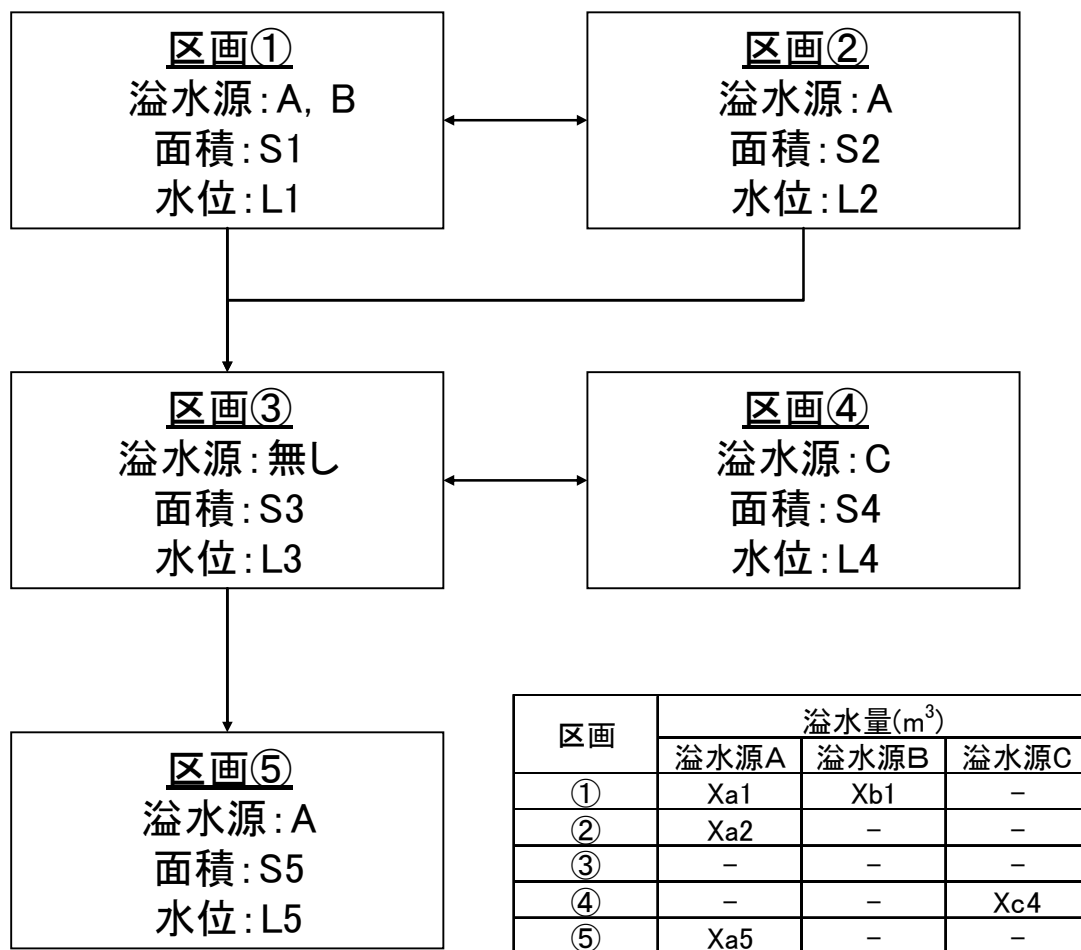 区画①
溢水源：A, B
面積：S1
水位：L1
区画②
溢水源：A
面積：S2
水位：L2
区画③
溢水源：無し
面積：S3
水位：L3
区画④
溢水源：C
面積：S4
水位：L4
区画⑤
溢水源：A
面積：S5
水位：L5
区画 溢水量(m³)
溢水源A 溢水源B 溢水源C
① Xa1 Xb1 −
② Xa2 − −
③ − − −
④ − − Xc4
⑤ Xa5 − −